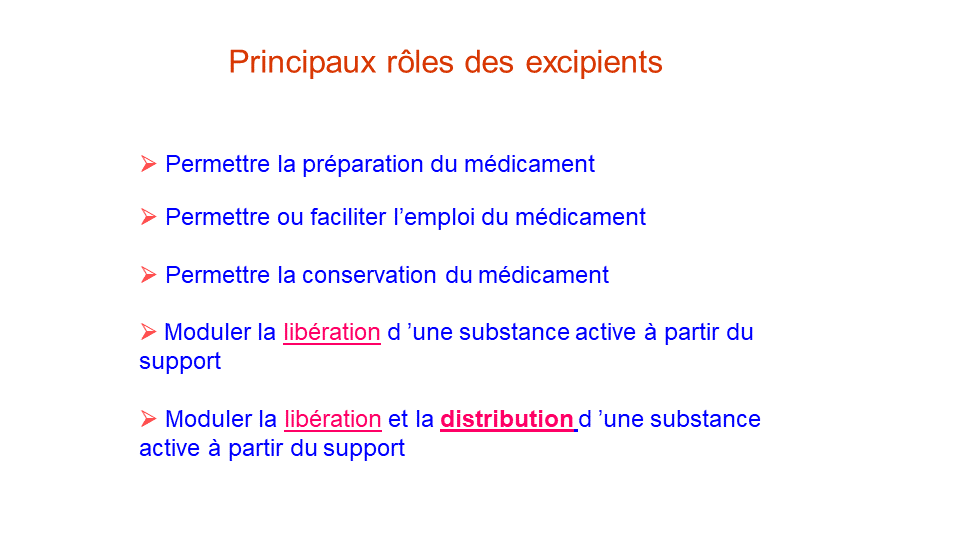 Principaux rôles des excipients
➢ Permettre la préparation du médicament
➢ Permettre ou faciliter l’emploi du médicament
➢ Permettre la conservation du médicament
➢ Moduler la libération d ’une substance active à partir du
support
➢ Moduler la libération et la distribution d ’une substance
active à partir du support